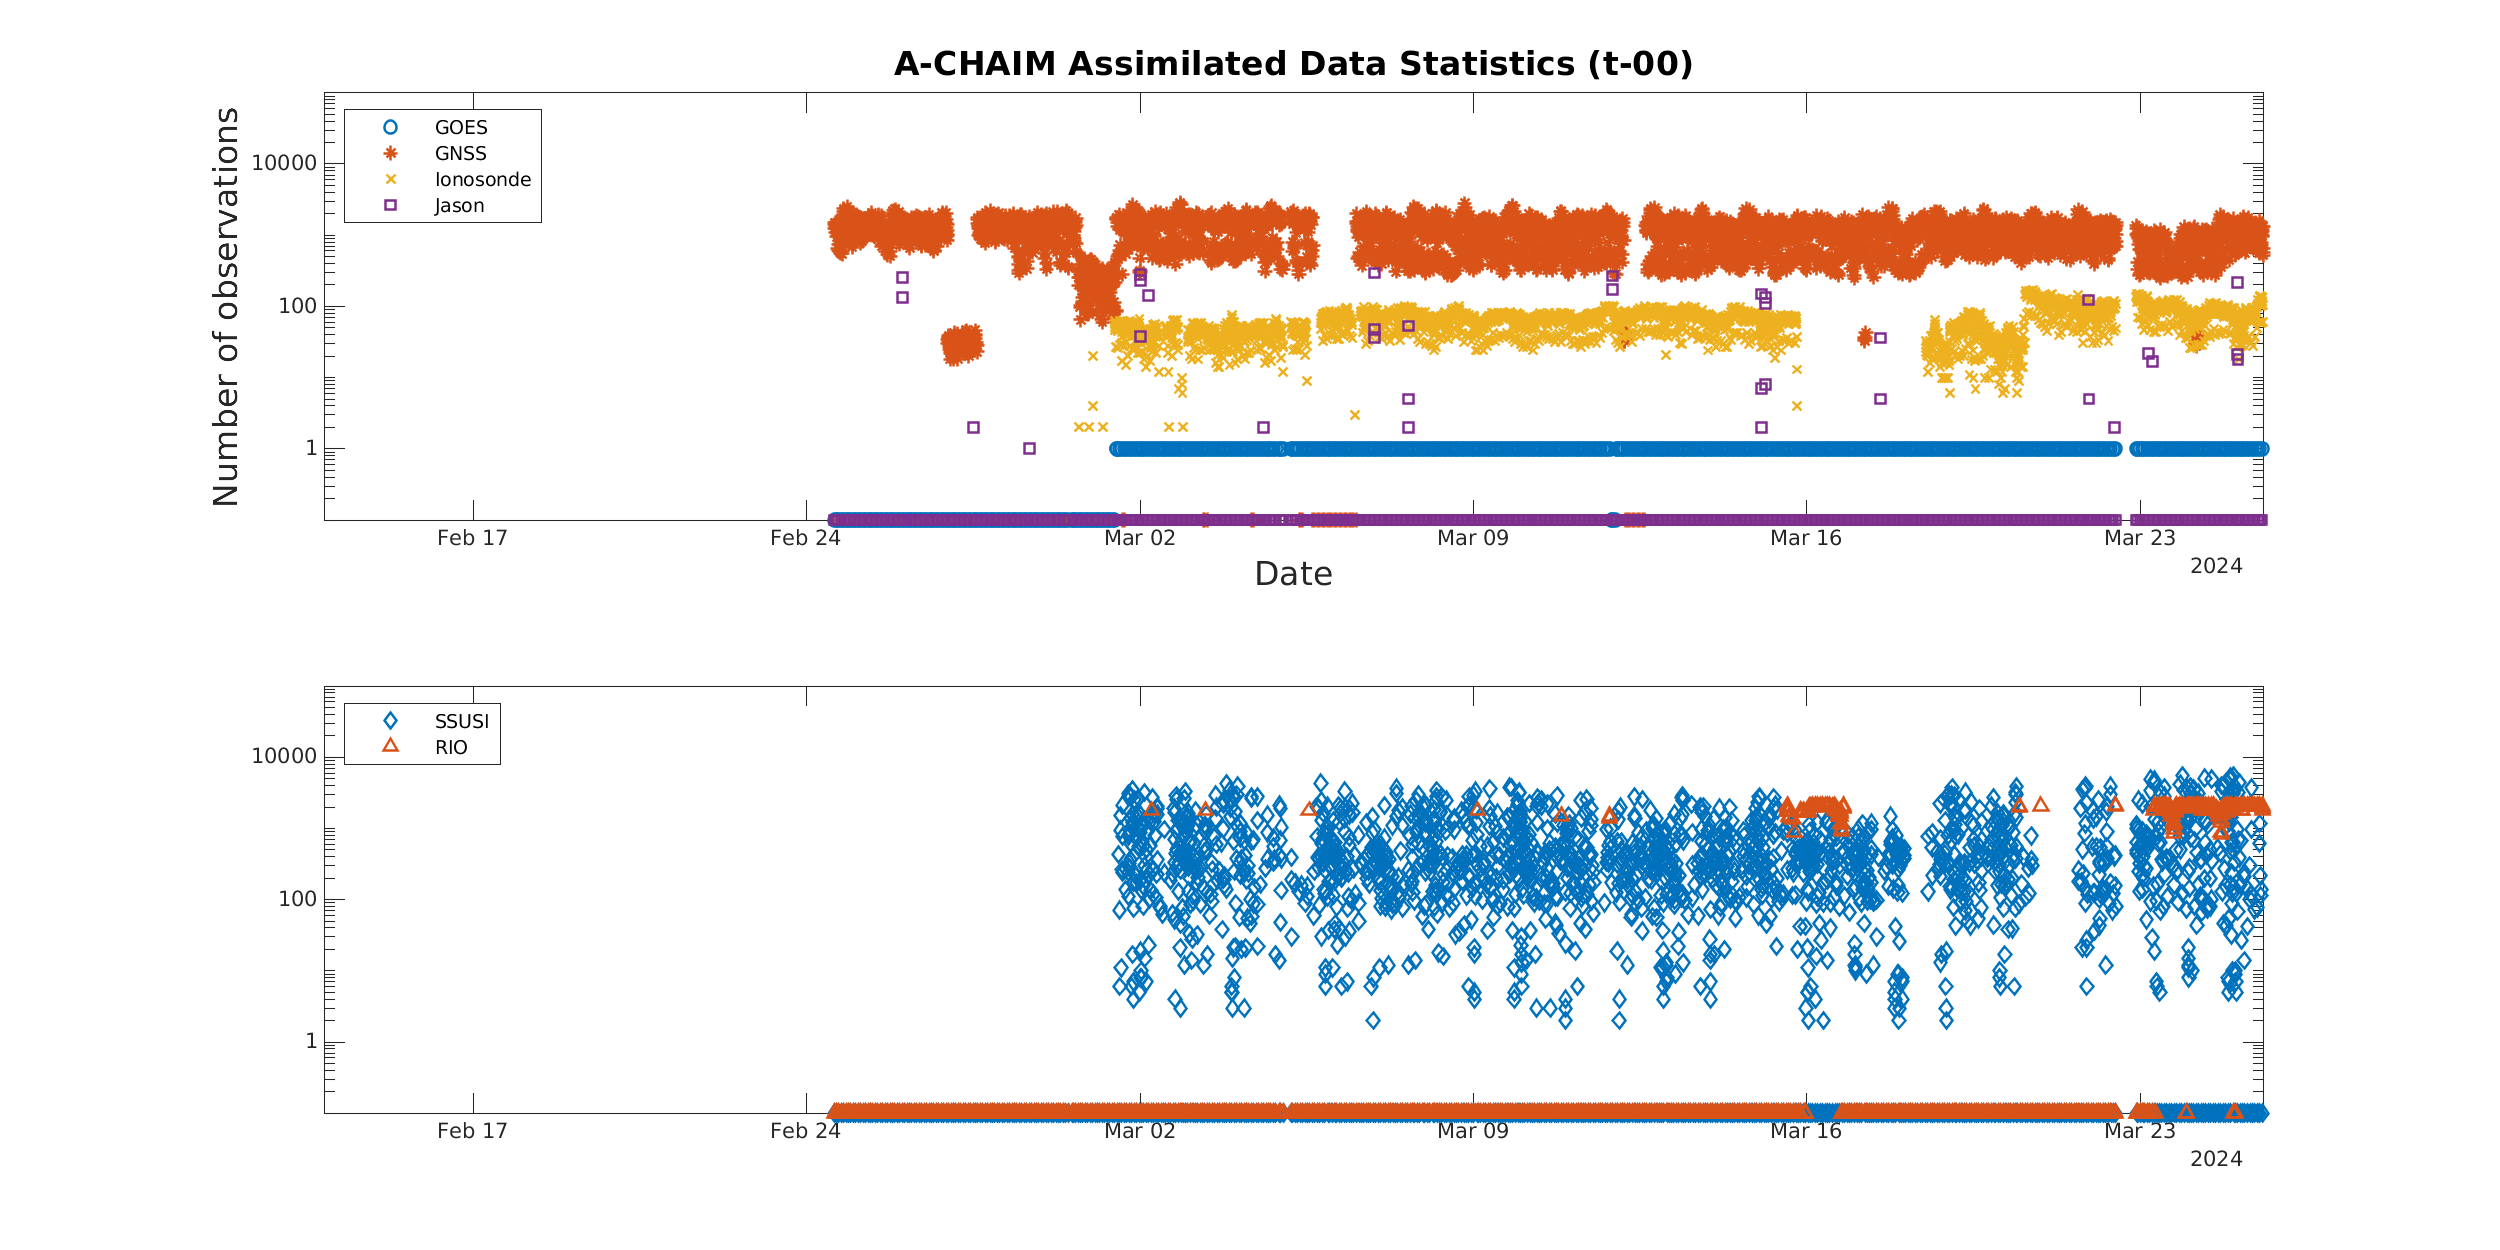 A-CHAIM Assimilated Data Statistics (t-00)
GOES
GNSS
Ionosonde
Jason
Number of observations
10000
100
1
Feb 17
Feb 24
Mar 02
Mar 09
Mar 16
Mar 23
2024
Date
SSUSI
RIO
10000
100
1
Feb 17
Feb 24
Mar 02
Mar 09
Mar 16
Mar 23
2024